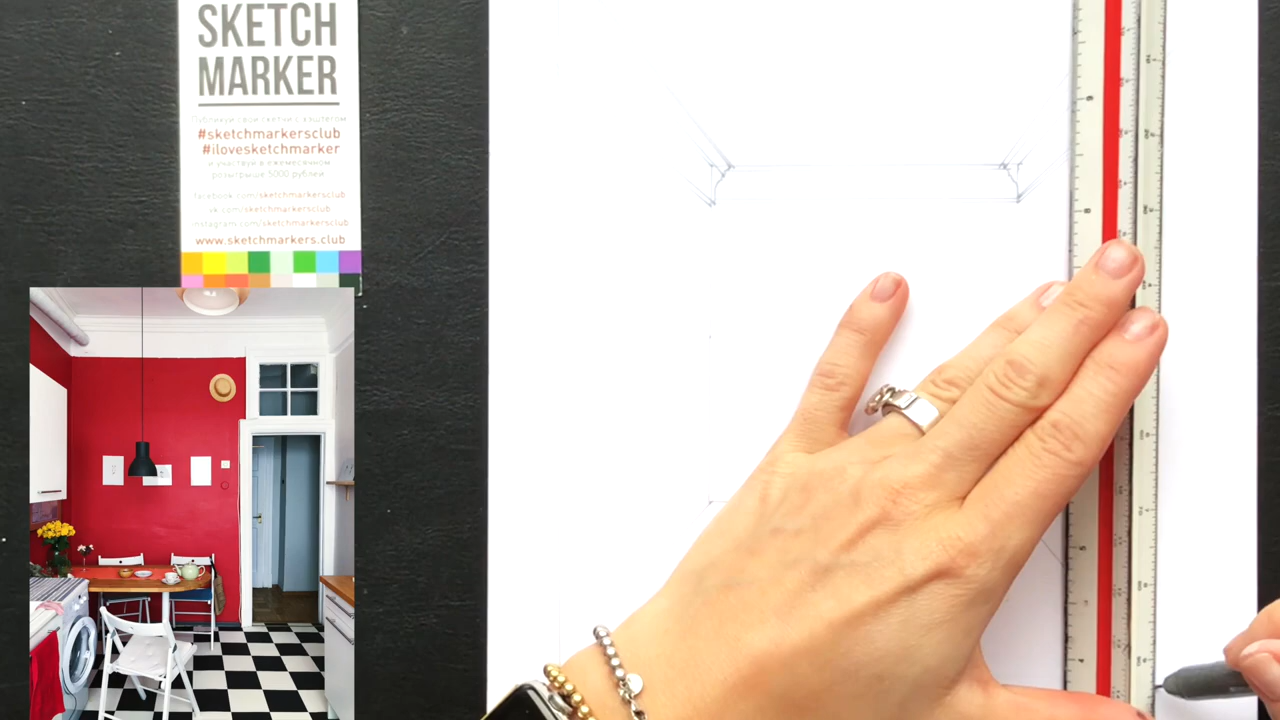 SKETCH
MARKER
Публикуй свои скетчи с хэштегом
#sketchmarkersclub
#ilovesketchmarker
и участвуй в ежемесячном
розыгрыше 5000 рублей
facebook.com/sketchmarkersclub
vk.com/sketchmarkersclub
instagram.com/sketchmarkersclub
www.sketchmarkers.club